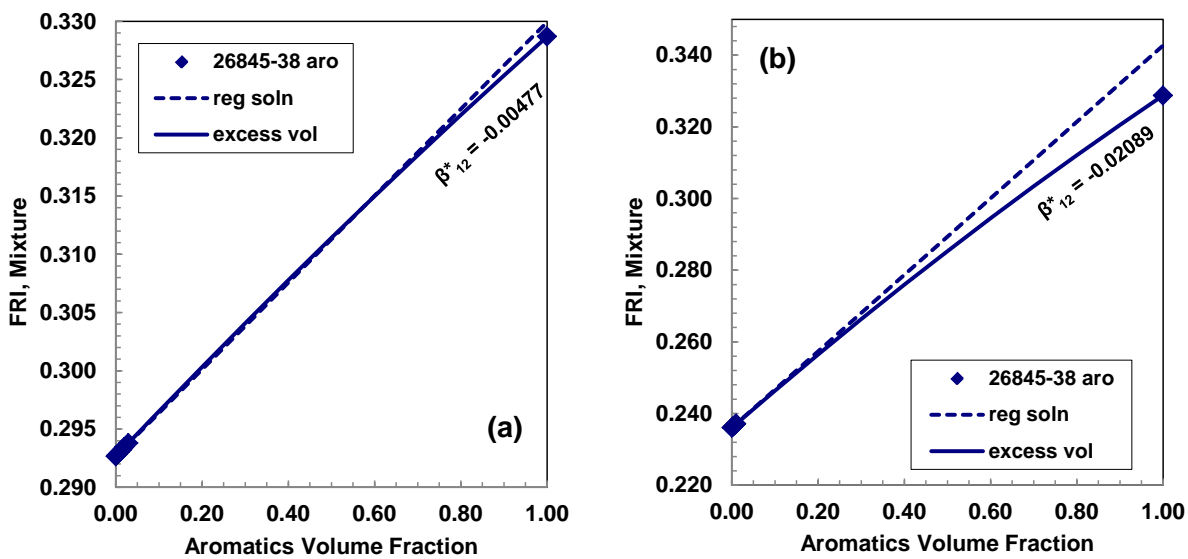 0.330
0.325
0.320
0.315
0.310
0.305
0.300
0.295
0.290
FRI, Mixture
26845-38 aro
reg soln
excess vol
β*12 = -0.00477
(a)
0.00 0.20 0.40 0.60 0.80 1.00
Aromatics Volume Fraction
0.340
0.320
0.300
0.280
0.260
0.240
0.220
FRI, Mixture
(b)
β*12 = -0.02089
26845-38 aro
reg soln
excess vol
0.00 0.20 0.40 0.60 0.80 1.00
Aromatics Volume Fraction